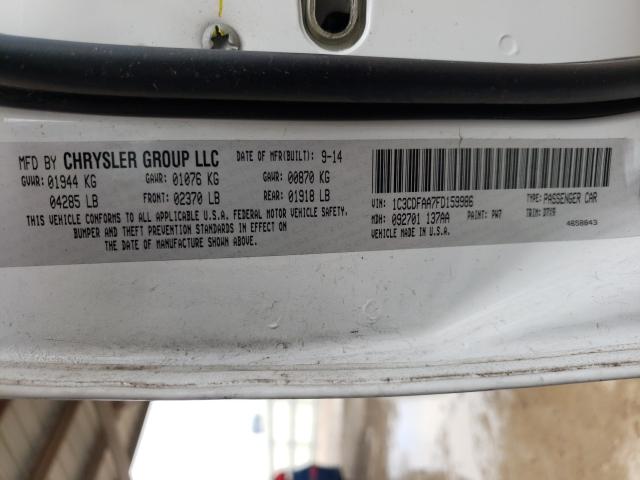 MFD BY CHRYSLER GROUP LLC DATE OF MFR(BUILT): 9-14
GVWR: 01944 KG GAWR: 01076 KG GAWR: 00870 KG
04285 LB FRONT: 02370 LB REAR: 01918 LB
THIS VEHICLE CONFORMS TO ALL APPLICABLE U.S.A. FEDERAL MOTOR VEHICLE SAFETY,
BUMPER AND THEFT PREVENTION STANDARDS IN EFFECT ON
THE DATE OF MANUFACTURE SHOWN ABOVE.
VIN: 1C3CDFAA7FD159986 TYPE: PASSENGER CAR
MDH: 092701 137AA PAINT: PW7 TRIM:
VEHICLE MADE IN U.S.A. 4658843